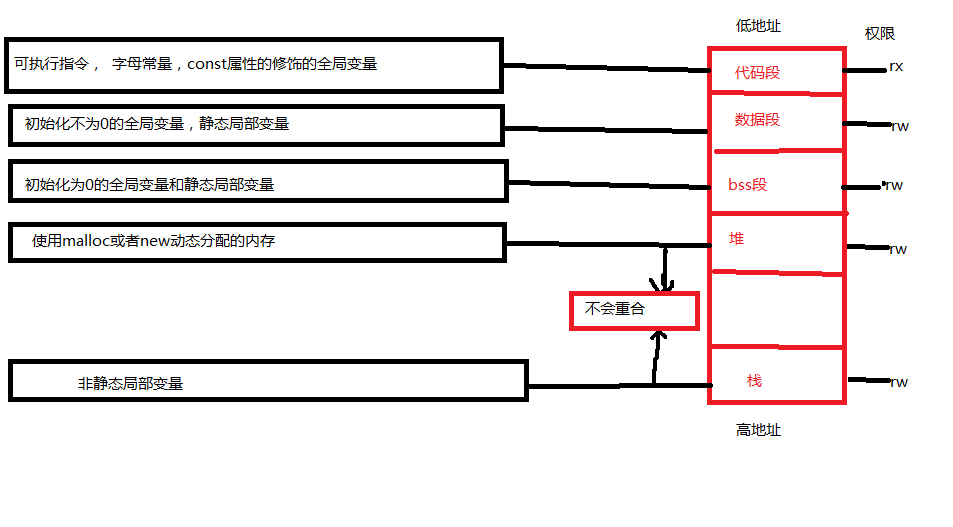 低地址
权限
可执行指令， 字母常量，const属性的修饰的全局变量
代码段
rx
初始化不为0的全局变量，静态局部变量
数据段
rw
初始化为0的全局变量和静态局部变量
bss段
rw
使用malloc或者new动态分配的内存
堆
rw
不会重合
非静态局部变量
栈
rw
高地址